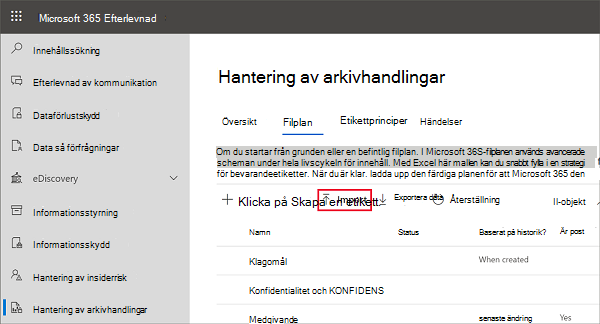 Microsoft 365 Efterlevnad
Innehållssökning
Efterlevnad av kommunikation
Dataförlustskydd
Data så förfrågningar
eDiscovery
Informationsstyrning
Informationsskydd
Hantering av insiderrisk
Hantering av arkivhandlingar
Hantering av arkivhandlingar
Översikt Filplan Etikettprinciper Händelser
Om du startar från grunden eller en befintlig filplan. I Microsoft 36S-filplanen används avancerade
scheman under hela livscykeln för innehåll. Med Excel här mallen kan du snabbt fylla i en strategi
för bevarandeetiketter. När du är klar. ladda upp den färdiga planen för att Microsoft 365 den
Klicka på Skapa en etikett. Import Exportera data Återställning II-objekt
Namn Status Baserat på historik? Är post
Klagomål When created
Konfidentialitet och KONFIDENS
Medgivande senaste ändring Yes